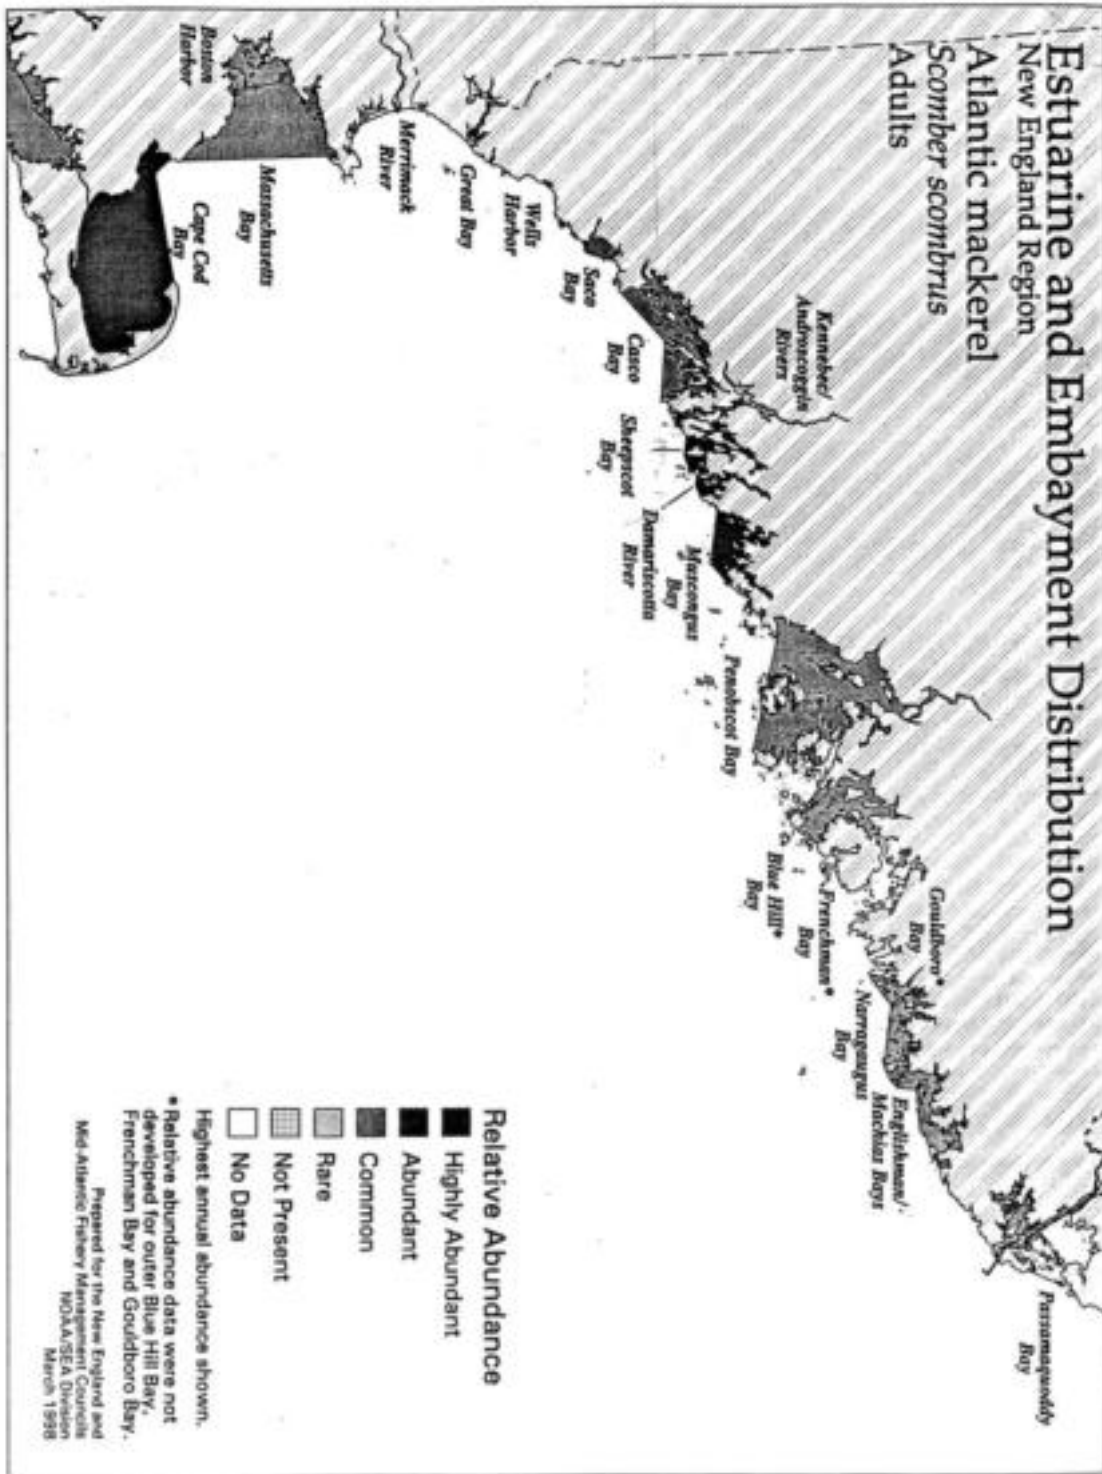 Estuarine and Embayment Distribution
New England Region
Atlantic mackerel
Scomber scombrus
Adults
Boston
Harbor
Massachusetts
Bay
Cape Cod
Bay
Merrimack
River
Great Bay
Wells
Harbor
Saco
Bay
Casco
Bay
Kennebec/
Androscoggin
Rivers
Sheepscot
Bay
Damariscotta
River
Muscongus
Bay
Penobscot Bay
Blue Hill*
Bay
Frenchman*
Bay
Gouldboro*
Bay
Narraguagus
Bay
Englishman/
Machias Bays
Passamaquoddy
Bay
Relative Abundance
Highly Abundant
Abundant
Common
Rare
Not Present
No Data
Highest annual abundance shown.
*Relative abundance data were not
developed for outer Blue Hill Bay,
Frenchman Bay and Gouldboro Bay.
Prepared for the New England and
Mid-Atlantic Fishery Management Councils
NOAA/SEA Division
March 1998